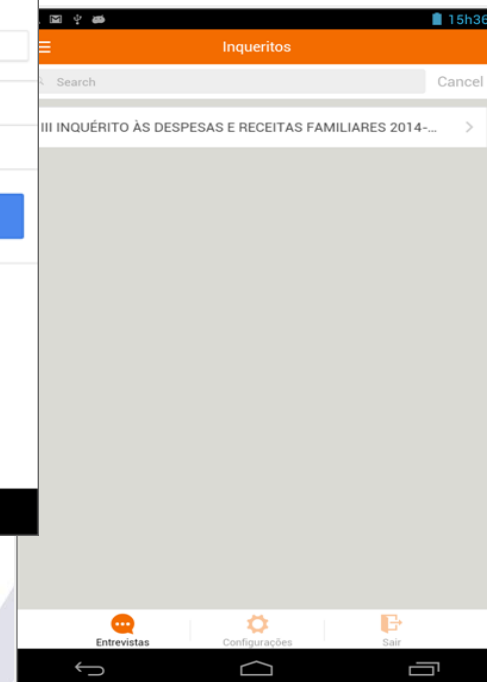 15h36
Inqueritos
Search
Cancel
III INQUÉRITO ÀS DESPESAS E RECEITAS FAMILIARES 2014-...
Entrevistas
Configurações
Sair